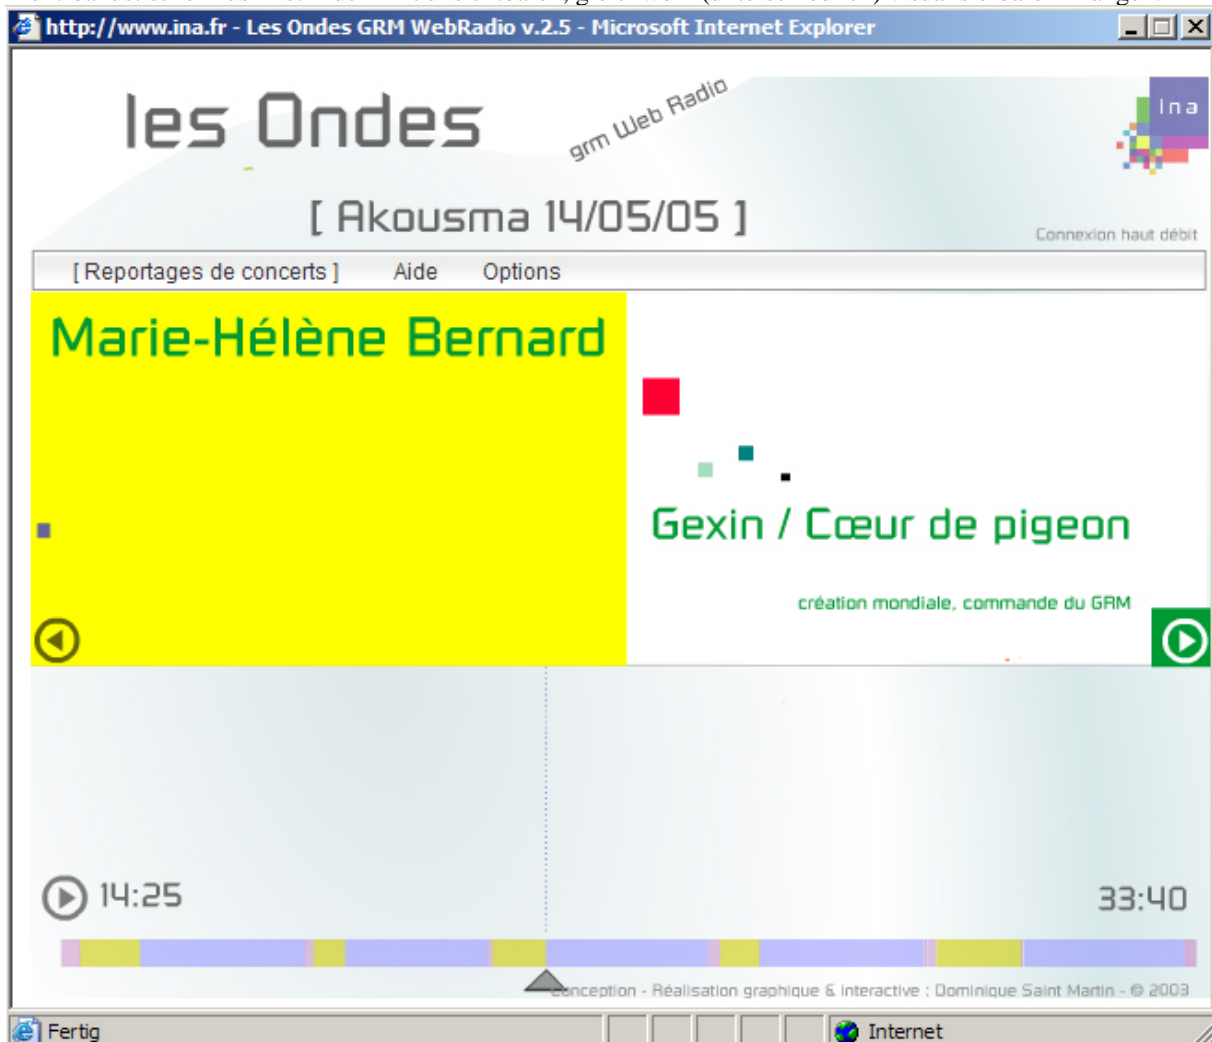 http://www.ina.fr - Les Ondes GRM WebRadio v.2.5 - Microsoft Internet Explorer
les Ondes
grm Web Radio
Ina
[ Akousma 14/05/05 ]
Connexion haut débit
[ Reportages de concerts ] Aide Options
Marie-Hélène Bernard
Gexin / Cœur de pigeon
création mondiale, commande du GRM
14:25
33:40
Conception - Réalisation graphique & interactive : Dominique Saint Martin - © 2003
Fertig
Internet